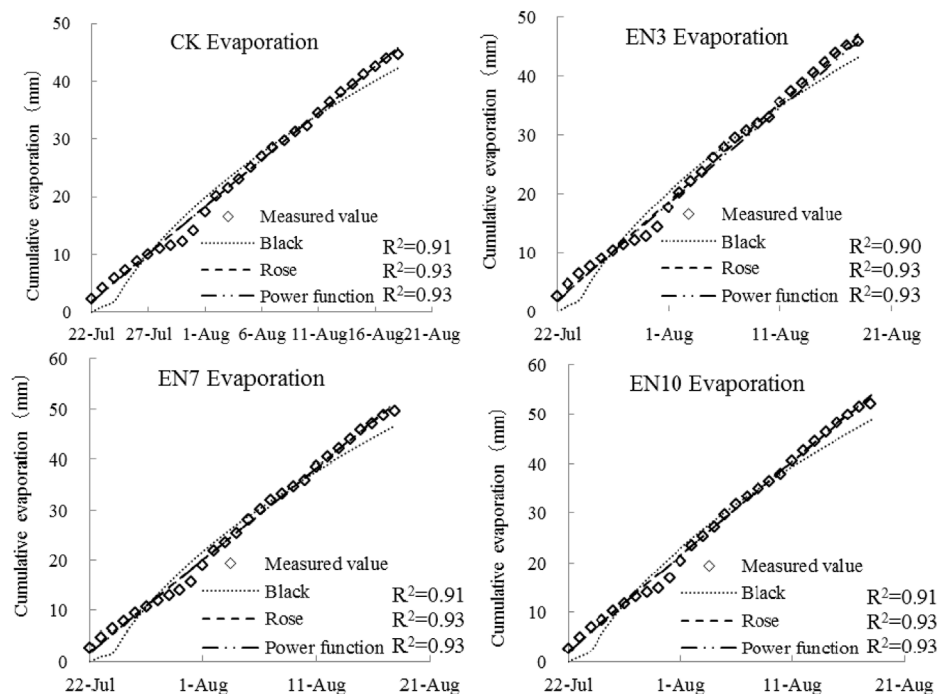 CK Evaporation
Cumulative evaporation (mm)
50
40
30
20
10
0
Measured value
Black R²=0.91
Rose R²=0.93
Power function R²=0.93
22-Jul 27-Jul 1-Aug 6-Aug 11-Aug 16-Aug 21-Aug
EN3 Evaporation
Cumulative evaporation (mm)
50
40
30
20
10
0
Measured value
Black R²=0.90
Rose R²=0.93
Power function R²=0.93
22-Jul 1-Aug 11-Aug 21-Aug
EN7 Evaporation
Cumulative evaporation (mm)
60
50
40
30
20
10
0
Measured value
Black R²=0.91
Rose R²=0.93
Power function R²=0.93
22-Jul 1-Aug 11-Aug 21-Aug
EN10 Evaporation
Cumulative evaporation (mm)
60
50
40
30
20
10
0
Measured value
Black R²=0.91
Rose R²=0.93
Power function R²=0.93
22-Jul 1-Aug 11-Aug 21-Aug